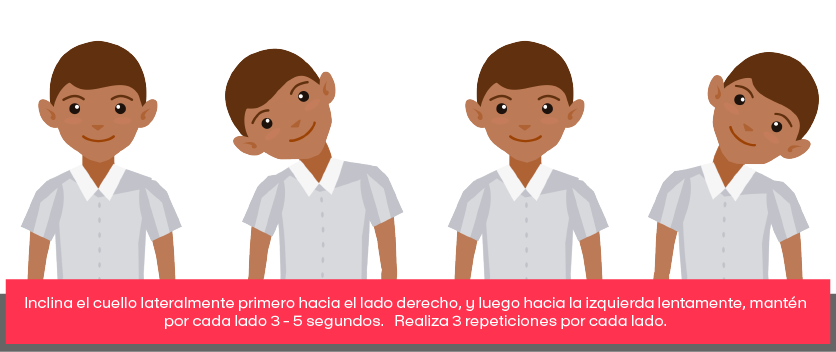 Inclina el cuello lateralmente primero hacia el lado derecho, y luego hacia la izquierda lentamente, mantén
por cada lado 3 - 5 segundos. Realiza 3 repeticiones por cada lado.